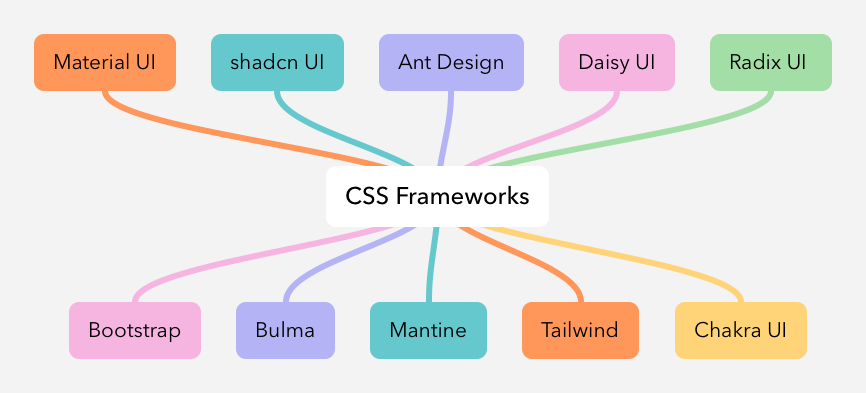 Material UI
shadcn UI
Ant Design
Daisy UI
Radix UI
CSS Frameworks
Bootstrap
Bulma
Mantine
Tailwind
Chakra UI